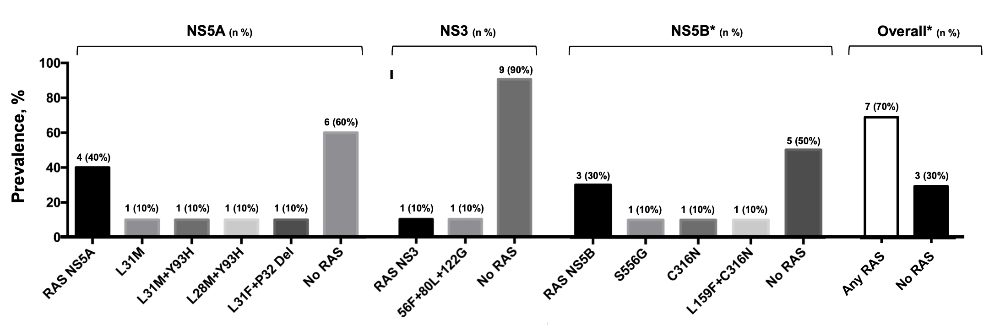 NS5A (n %)
NS3 (n %)
NS5B* (n %)
Overall* (n %)
Prevalence, %
100
80
60
40
20
0
4 (40%)
1 (10%)
1 (10%)
1 (10%)
1 (10%)
6 (60%)
1 (10%)
1 (10%)
9 (90%)
3 (30%)
1 (10%)
1 (10%)
1 (10%)
5 (50%)
7 (70%)
3 (30%)
RAS NS5A
L31M
L31M+Y93H
L28M+Y93H
L31F+P32 Del
No RAS
RAS NS3
56F+80L+122G
No RAS
RAS NS5B
S556G
C316N
L159F+C316N
No RAS
Any RAS
No RAS